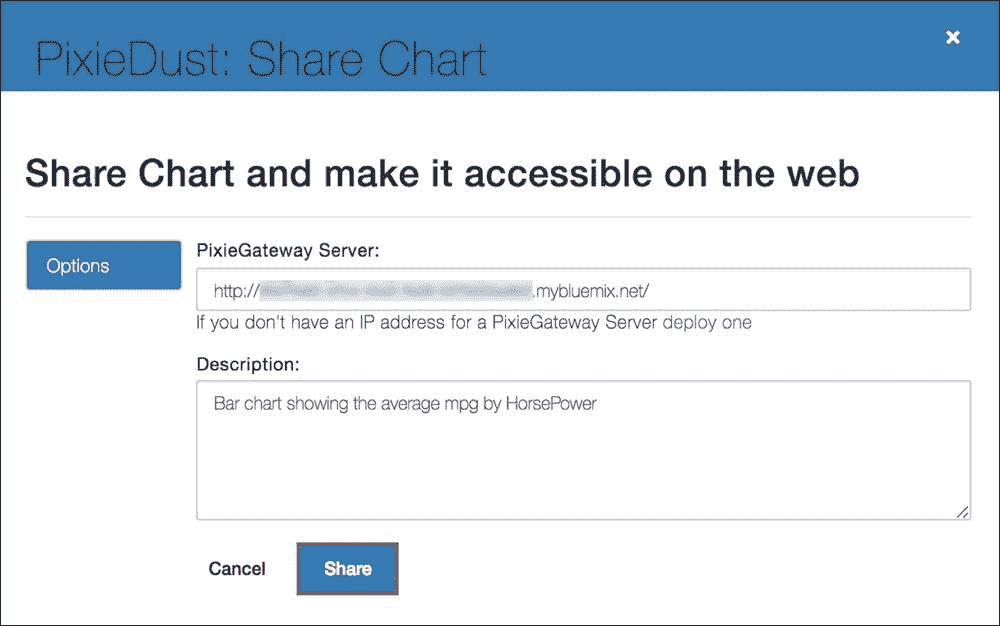 PixieDust: Share Chart
Share Chart and make it accessible on the web
Options
PixieGateway Server:
http:// .mybluemix.net/
If you don't have an IP address for a PixieGateway Server deploy one
Description:
Bar chart showing the average mpg by HorsePower
Cancel
Share